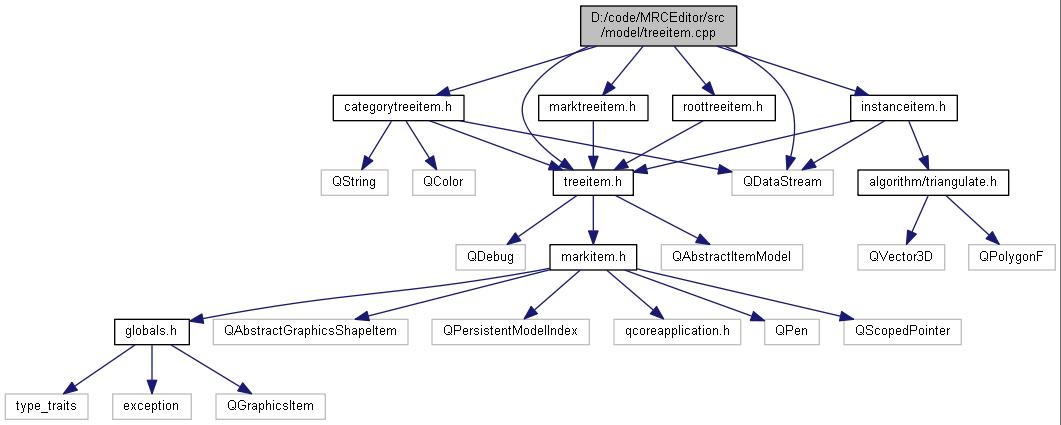 D:/code/MRCEditor/src
/model/treeitem.cpp
categorytreeitem.h
marktreeitem.h
roottreeitem.h
instanceitem.h
QString
QColor
treeitem.h
QDataStream
algorithm/triangulate.h
QDebug
markitem.h
QAbstractItemModel
QVector3D
QPolygonF
globals.h
QAbstractGraphicsShapeItem
QPersistentModelIndex
qcoreapplication.h
QPen
QScopedPointer
type_traits
exception
QGraphicsItem